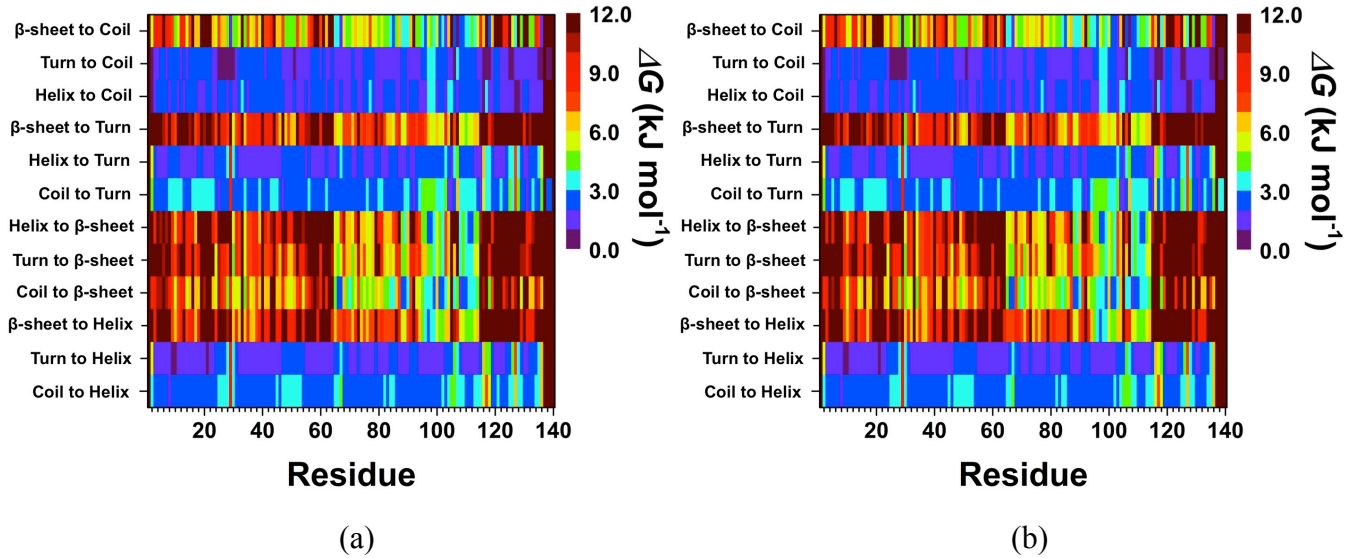 β-sheet to Coil
Turn to Coil
Helix to Coil
β-sheet to Turn
Helix to Turn
Coil to Turn
Helix to β-sheet
Turn to β-sheet
Coil to β-sheet
β-sheet to Helix
Turn to Helix
Coil to Helix
20 40 60 80 100 120 140
Residue
12.0
9.0
6.0
3.0
0.0
ΔG (kJ mol⁻¹)
(a)
β-sheet to Coil
Turn to Coil
Helix to Coil
β-sheet to Turn
Helix to Turn
Coil to Turn
Helix to β-sheet
Turn to β-sheet
Coil to β-sheet
β-sheet to Helix
Turn to Helix
Coil to Helix
20 40 60 80 100 120 140
Residue
12.0
9.0
6.0
3.0
0.0
ΔG (kJ mol⁻¹)
(b)